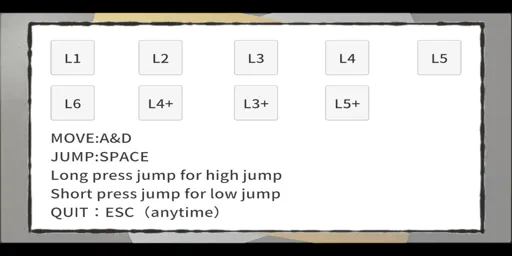 L1 L2 L3 L4 L5
L6 L4+ L3+ L5+
MOVE:A&D
JUMP:SPACE
Long press jump for high jump
Short press jump for low jump
QUIT：ESC（anytime）